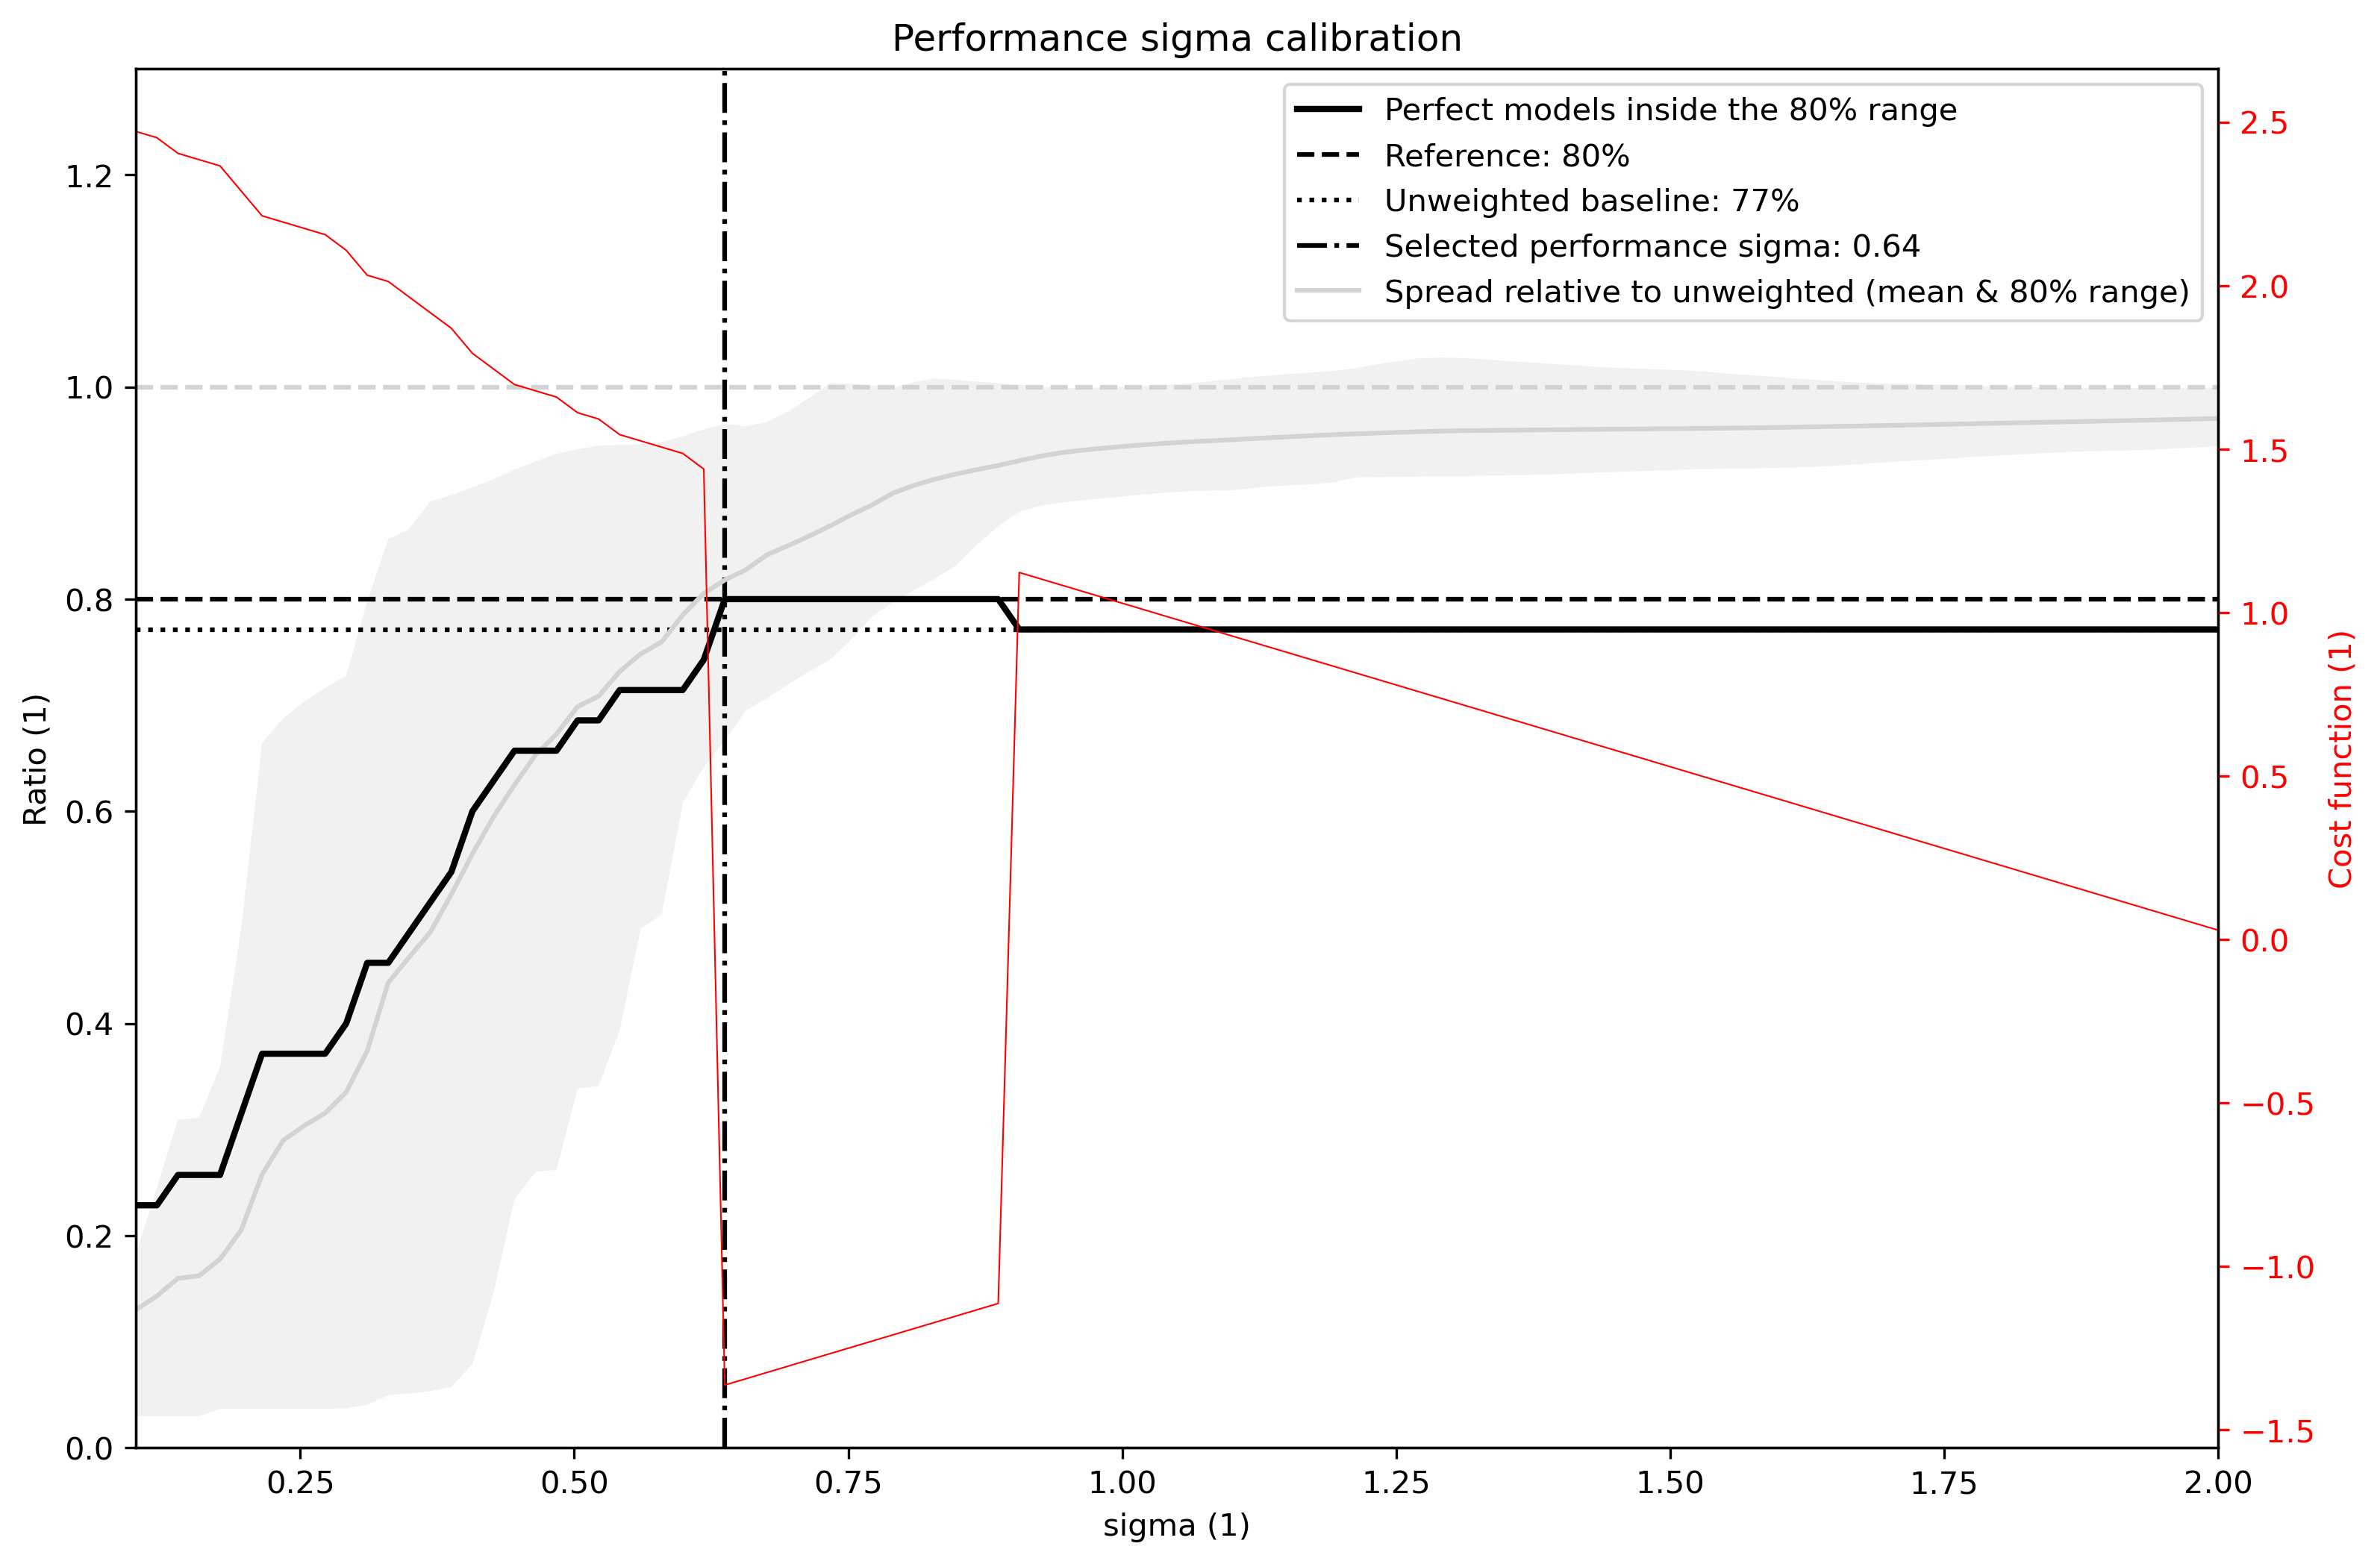 Performance sigma calibration
Perfect models inside the 80% range
Reference: 80%
Unweighted baseline: 77%
Selected performance sigma: 0.64
Spread relative to unweighted (mean & 80% range)
Ratio (1)
1.2
1.0
0.8
0.6
0.4
0.2
0.0
0.25 0.50 0.75 1.00 1.25 1.50 1.75 2.00
sigma (1)
2.5
2.0
1.5
1.0
0.5
0.0
−0.5
−1.0
−1.5
Cost function (1)